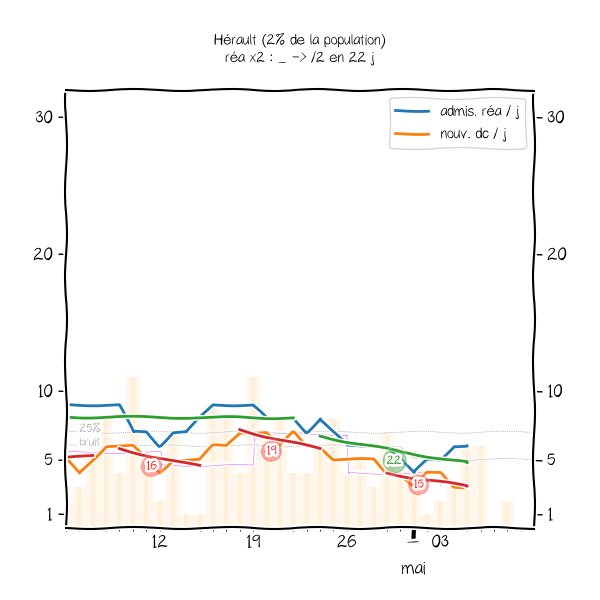 Hérault (2% de la population)
réa x2 : _ -> /2 en 22 j
admis. réa / j
nouv. dc / j
30 30
20 20
10 10
25%
bruit
5 5
16 19 22 15
1 1
12 19 26 1 03
mai